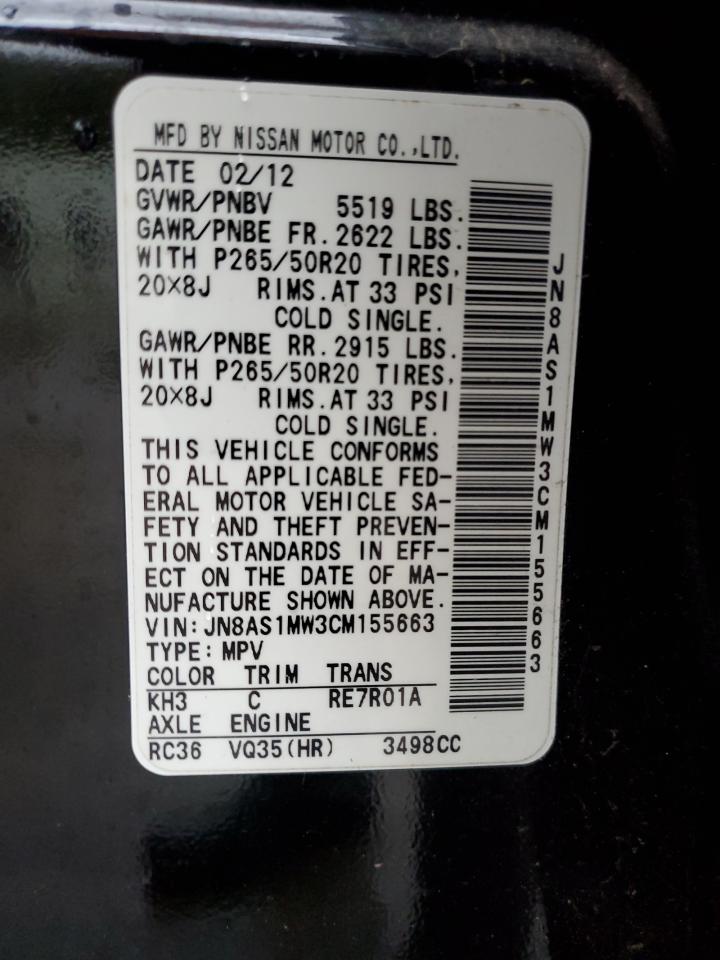 MFD BY NISSAN MOTOR CO.,LTD.
DATE 02/12
GVWR/PNBV 5519 LBS.
GAWR/PNBE FR. 2622 LBS.
WITH P265/50R20 TIRES,
20X8J RIMS. AT 33 PSI
COLD SINGLE.
GAWR/PNBE RR. 2915 LBS.
WITH P265/50R20 TIRES,
20X8J RIMS. AT 33 PSI
COLD SINGLE.
THIS VEHICLE CONFORMS
TO ALL APPLICABLE FED-
ERAL MOTOR VEHICLE SA-
FETY AND THEFT PREVEN-
TION STANDARDS IN EFF-
ECT ON THE DATE OF MA-
NUFACTURE SHOWN ABOVE.
VIN: JN8AS1MW3CM155663
TYPE: MPV
COLOR TRIM TRANS
KH3 C RE7R01A
AXLE ENGINE
RC36 VQ35(HR) 3498CC
JN8AS1MW3CM155663